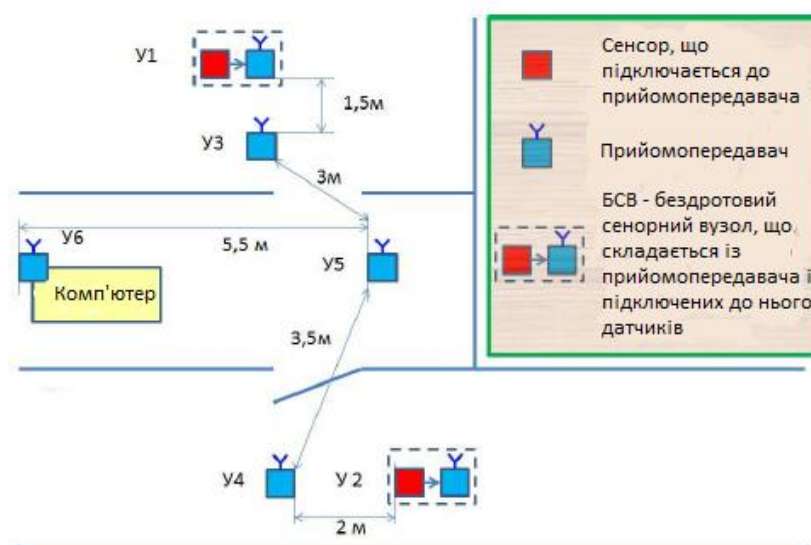 У1
1,5м
У3
3м
У6
5,5 м
У5
Комп'ютер
3,5м
У4
У 2
2 м
Сенсор, що
підключається до
прийомопередавача
Прийомопередавач
БСВ - бездротовий
сенорний вузол, що
складається із
прийомопередавача і
підключених до нього
датчиків